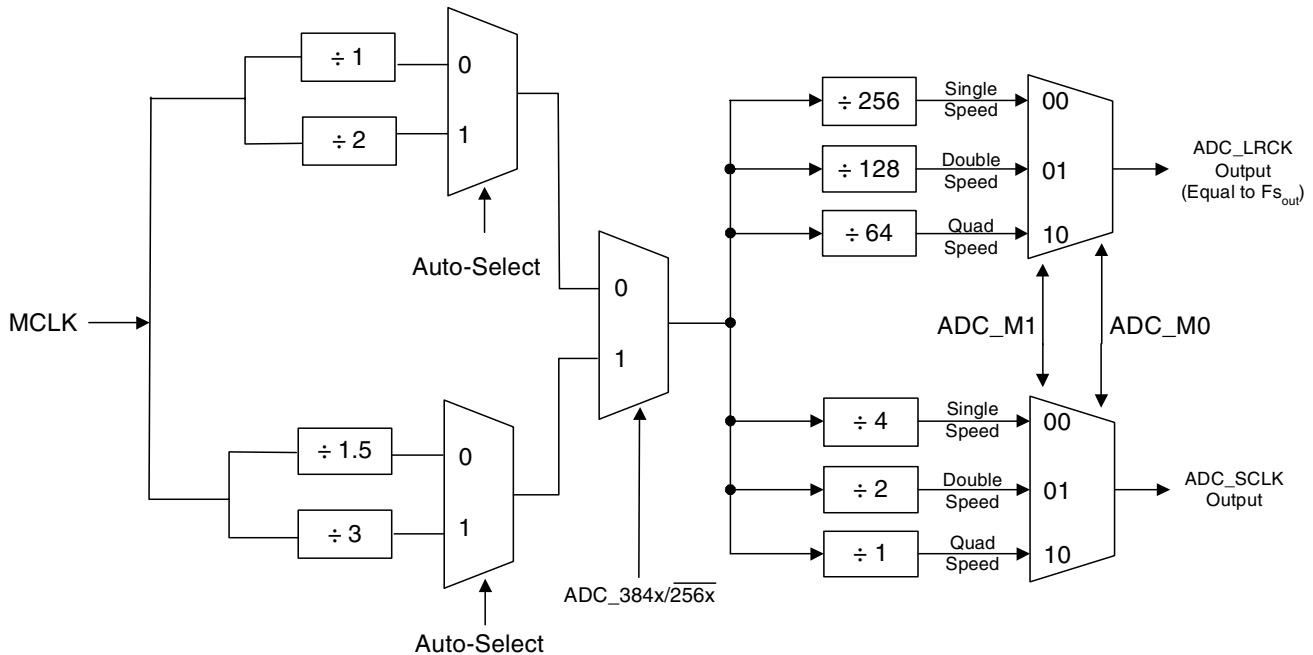 ÷ 1
÷ 2
0
1
Auto-Select
MCLK
÷ 1.5
÷ 3
0
1
Auto-Select
0
1
ADC_384x/256x
÷ 256
Single
Speed
00
÷ 128
Double
Speed
01
÷ 64
Quad
Speed
10
ADC_LRCK
Output
(Equal to Fsout)
ADC_M1
ADC_M0
÷ 4
Single
Speed
00
÷ 2
Double
Speed
01
÷ 1
Quad
Speed
10
ADC_SCLK
Output